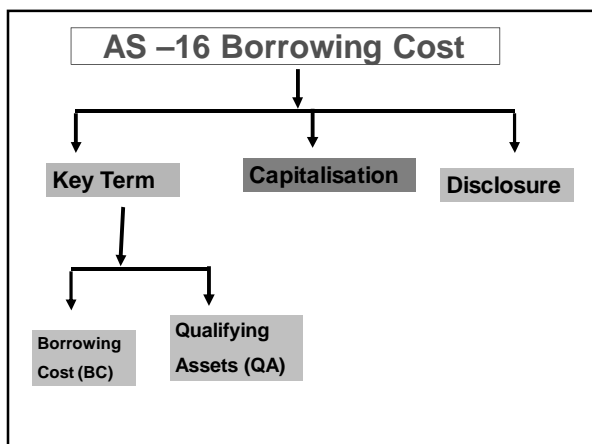 AS –16 Borrowing Cost
Key Term
Capitalisation
Disclosure
Borrowing
Cost (BC)
Qualifying
Assets (QA)